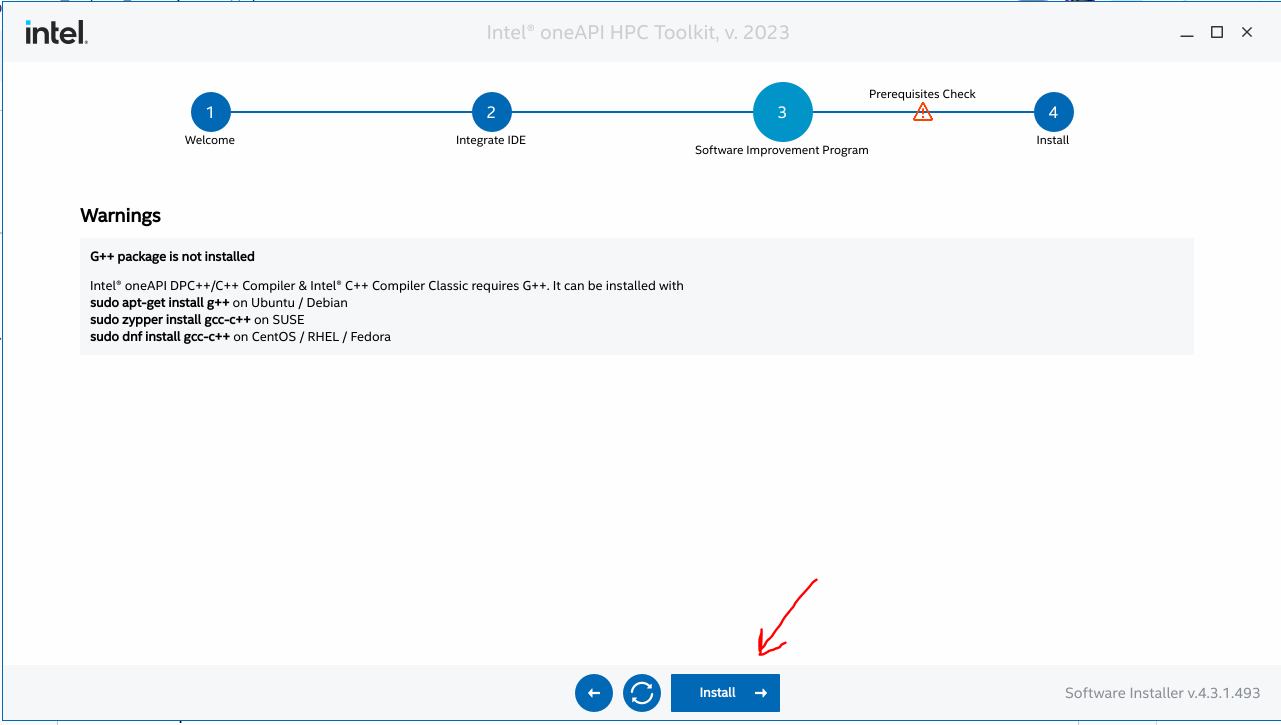 intel.
Intel® oneAPI HPC Toolkit, v. 2023
Prerequisites Check
1
2
3
4
Welcome
Integrate IDE
Software Improvement Program
Install
Warnings
G++ package is not installed
Intel® oneAPI DPC++/C++ Compiler & Intel® C++ Compiler Classic requires G++. It can be installed with
sudo apt-get install g++ on Ubuntu / Debian
sudo zypper install gcc-c++ on SUSE
sudo dnf install gcc-c++ on CentOS / RHEL / Fedora
Install
Software Installer v.4.3.1.493